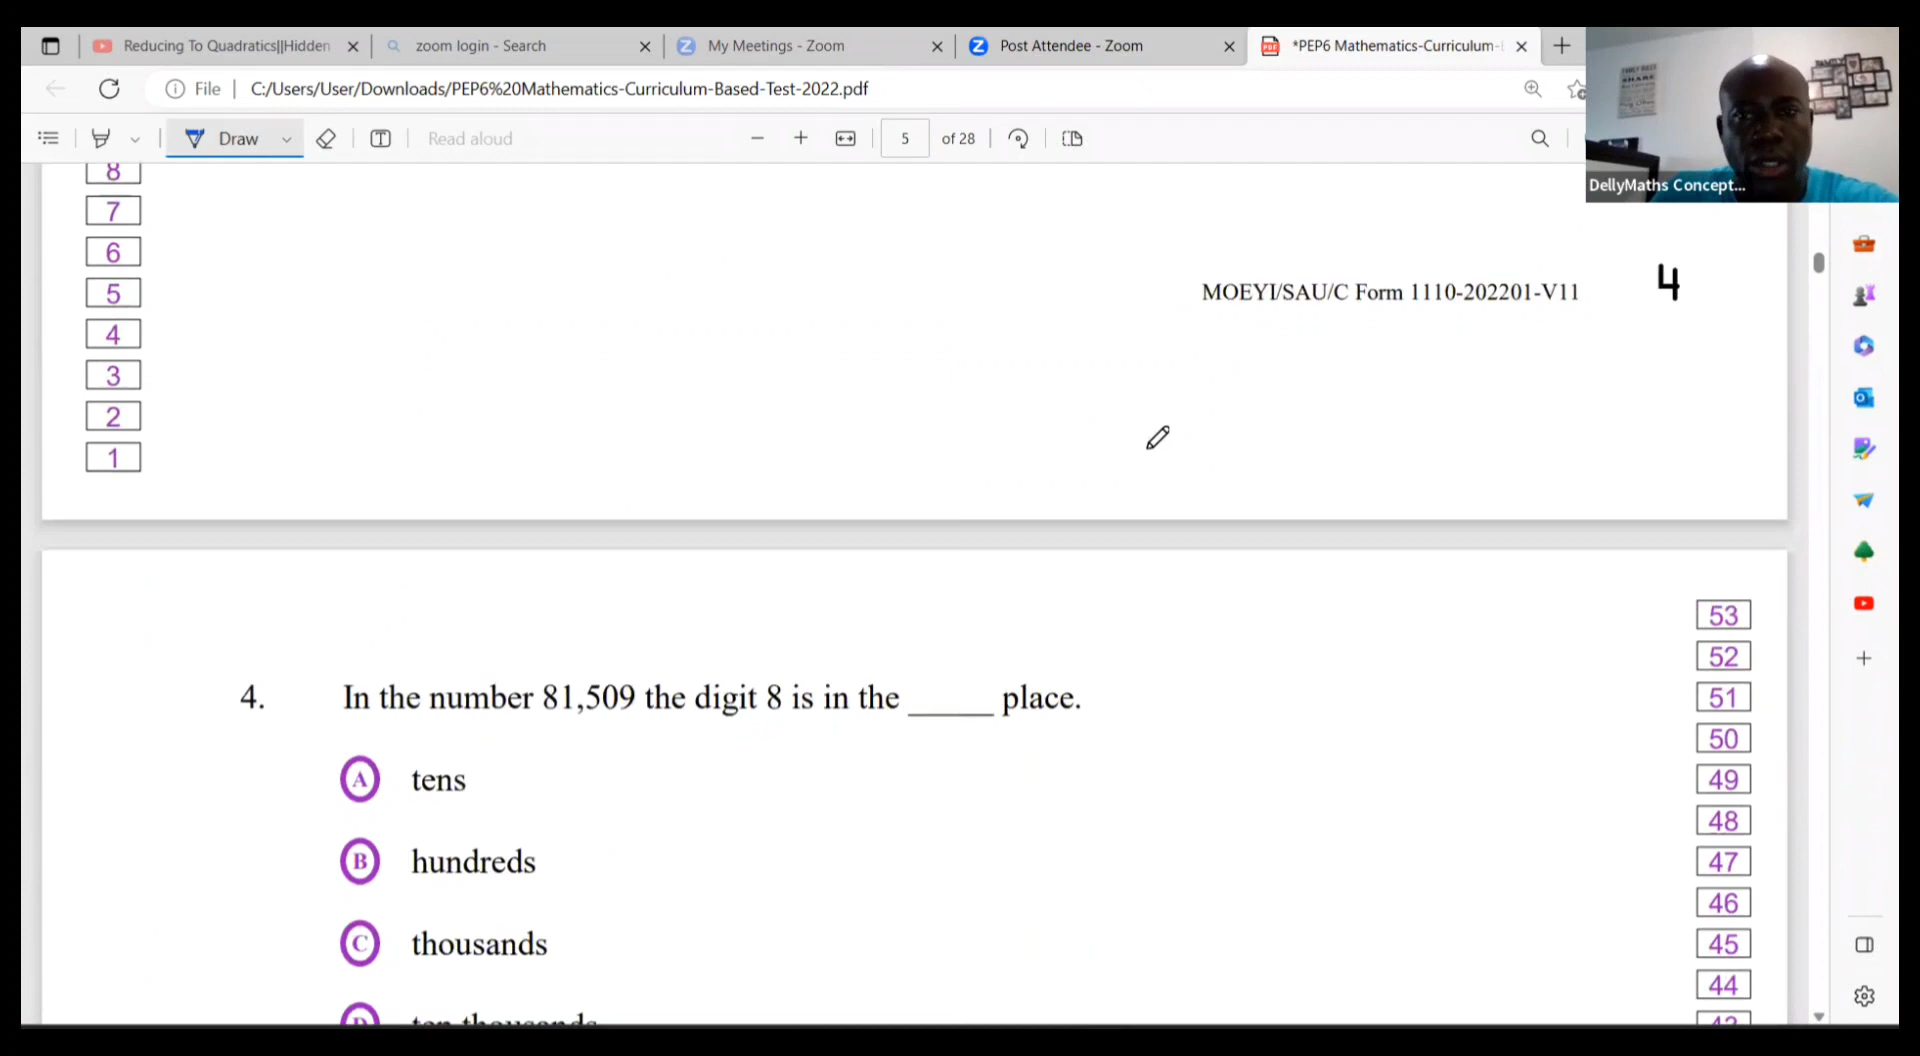 Reducing To Quadratics||Hidden
zoom login - Search
My Meetings - Zoom
Post Attendee - Zoom
*PEP6 Mathematics-Curriculum-
File
C:/Users/User/Downloads/PEP6%20Mathematics-Curriculum-Based-Test-2022.pdf
Draw
Read aloud
5
of 28
DellyMaths Concept...
8
7
6
5
4
3
2
1
MOEYI/SAU/C Form 1110-202201-V11
4
4. In the number 81,509 the digit 8 is in the ______ place.
A tens
B hundreds
C thousands
D ten thousands
53
52
51
50
49
48
47
46
45
44
43